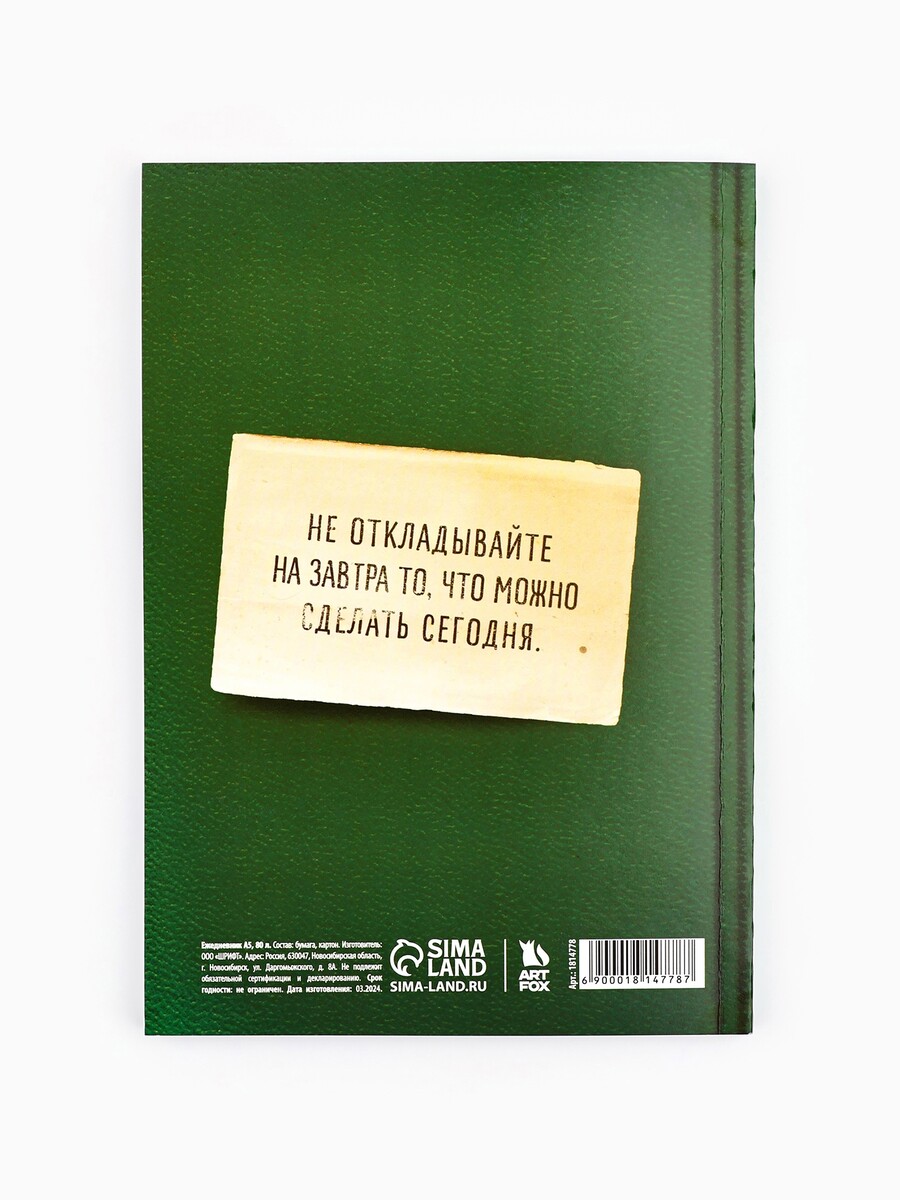 НЕ ОТКЛАДЫВАЙТЕ
НА ЗАВТРА ТО, ЧТО МОЖНО
СДЕЛАТЬ СЕГОДНЯ.
Ежедневник А5, 80 л. Состав: бумага, картон. Изготовитель:
ООО «ШРИФТ». Адрес: Россия, 630047, Новосибирская область,
г. Новосибирск, ул. Даргомыжского, д. 8А. Не подлежит
обязательной сертификации и декларированию. Срок
годности: не ограничен. Дата изготовления: 03.2024.
SIMA
LAND
SIMA-LAND.RU
ART
FOX
Арт.: 1814778
6 900018 147787